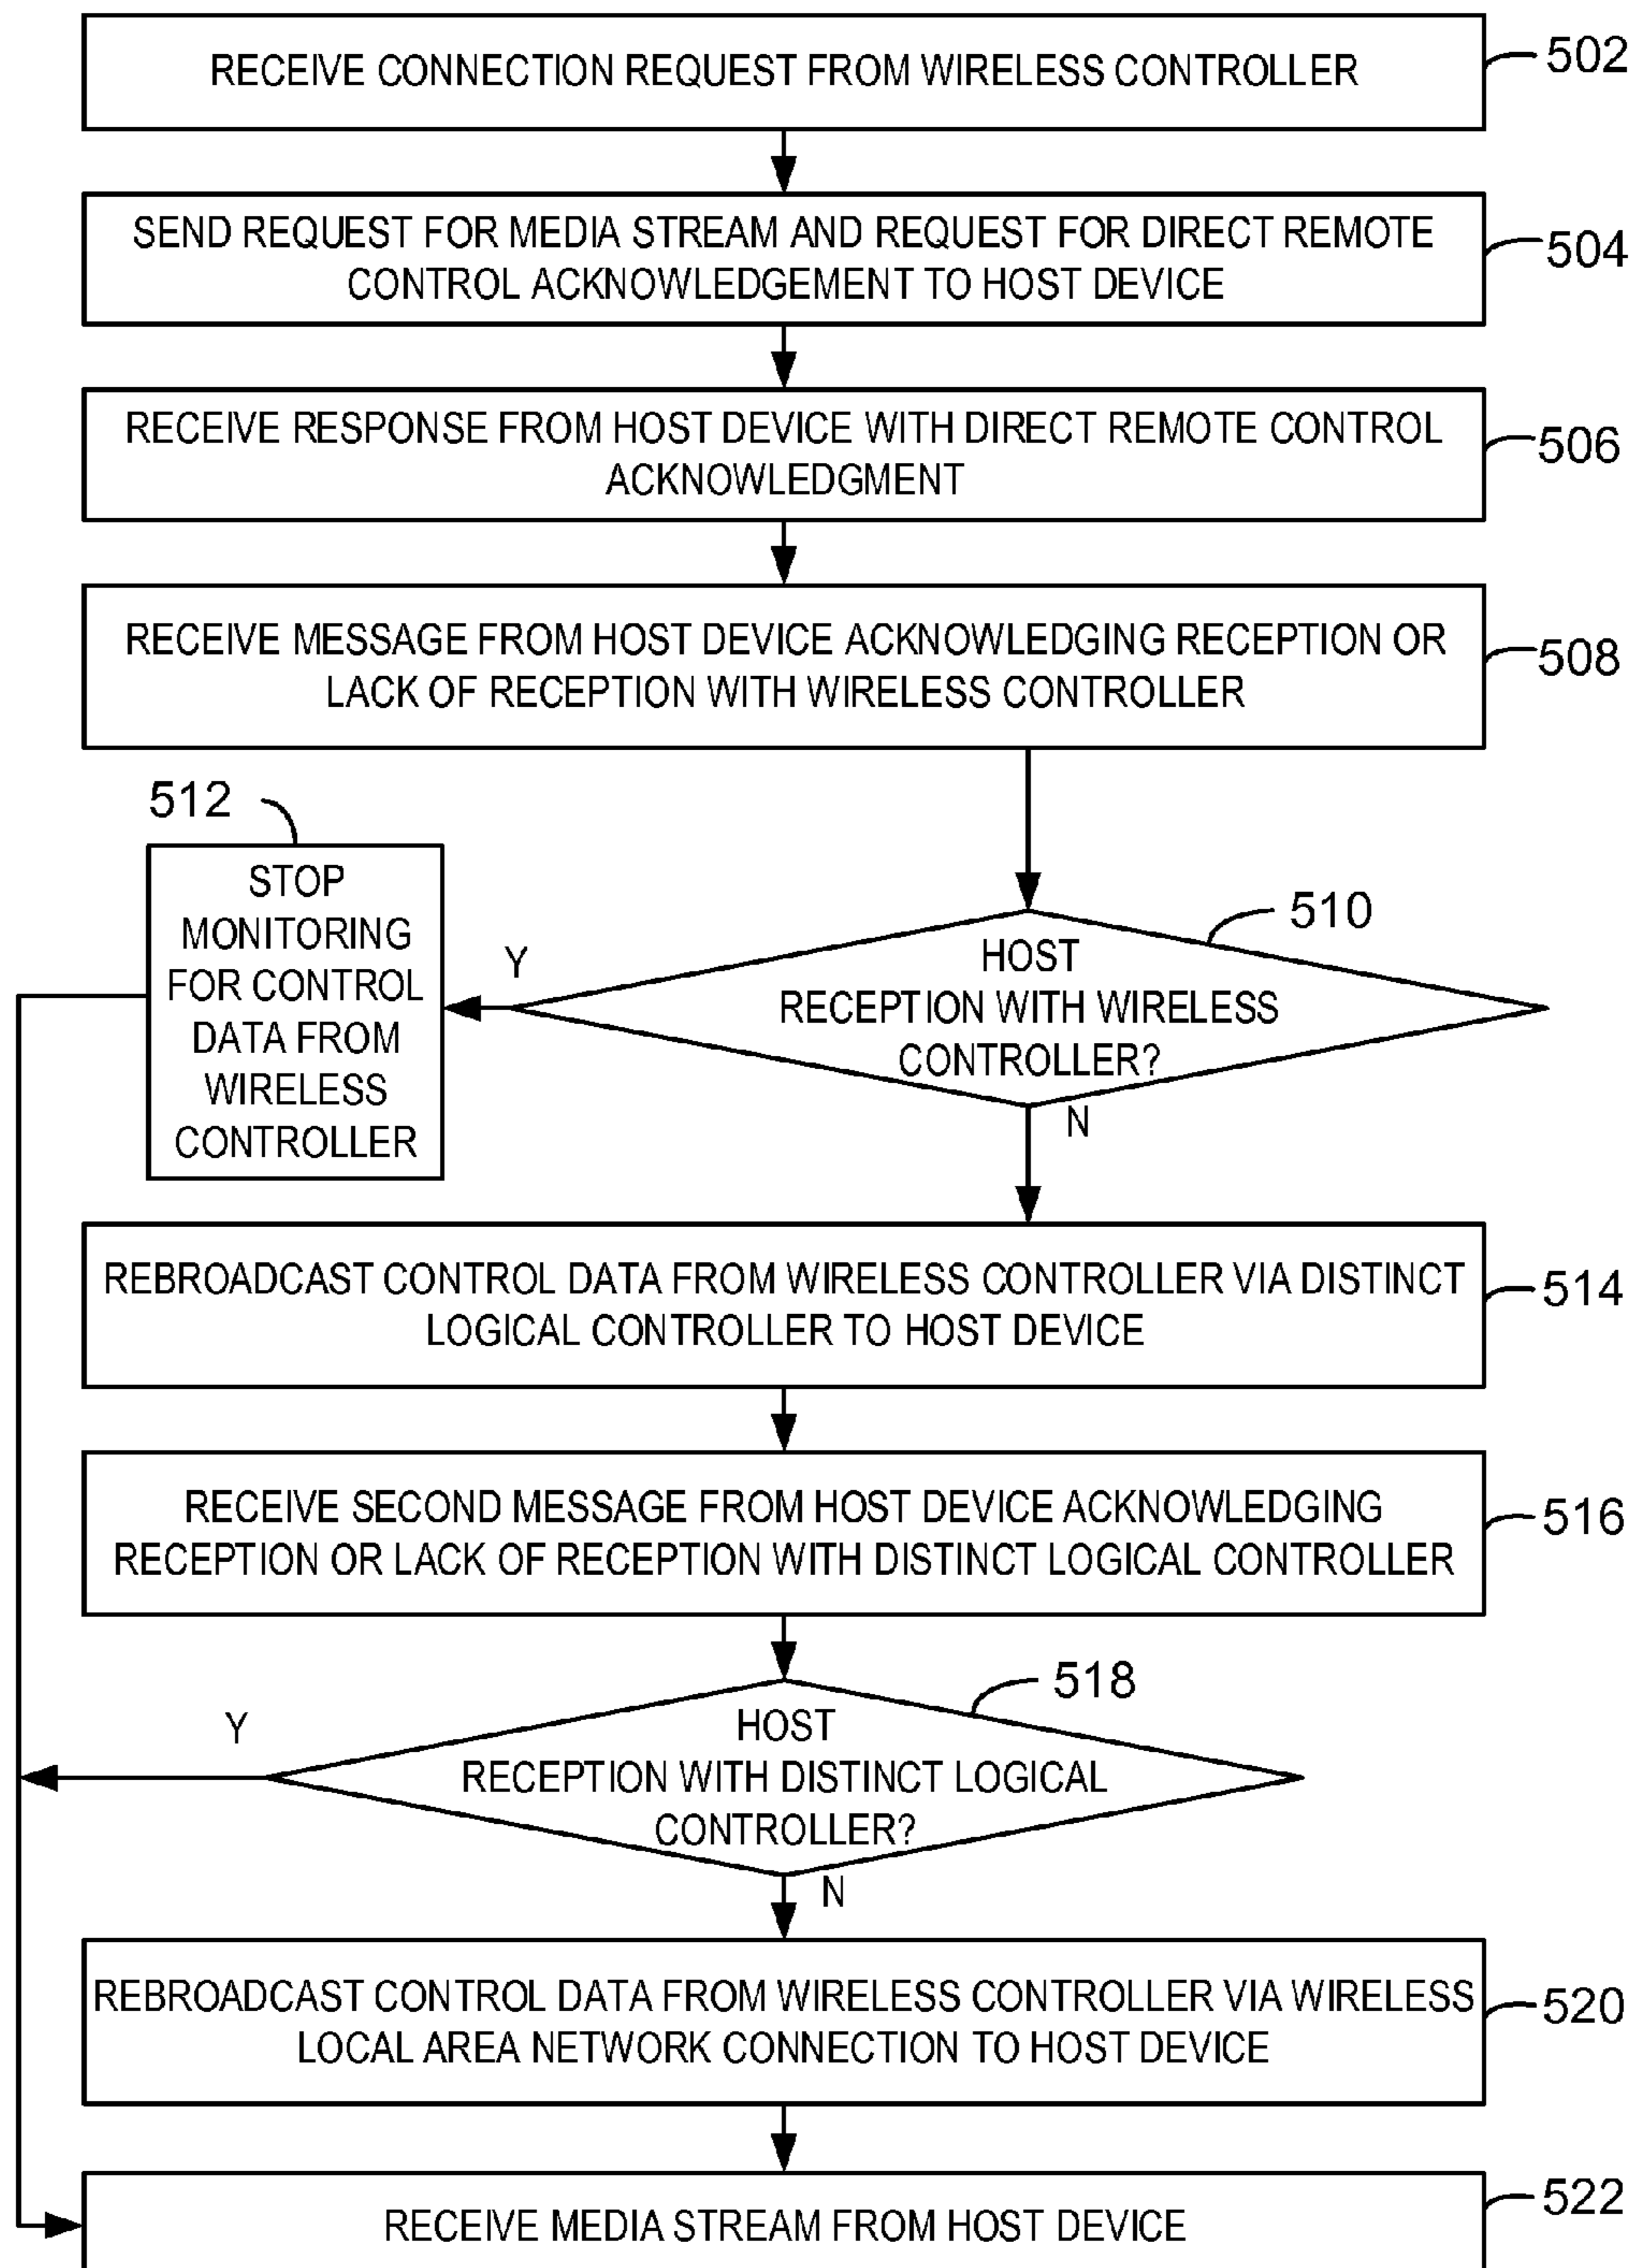 RECEIVE CONNECTION REQUEST FROM WIRELESS CONTROLLER
502
SEND REQUEST FOR MEDIA STREAM AND REQUEST FOR DIRECT REMOTE
CONTROL ACKNOWLEDGEMENT TO HOST DEVICE
504
RECEIVE RESPONSE FROM HOST DEVICE WITH DIRECT REMOTE CONTROL
ACKNOWLEDGMENT
506
RECEIVE MESSAGE FROM HOST DEVICE ACKNOWLEDGING RECEPTION OR
LACK OF RECEPTION WITH WIRELESS CONTROLLER
508
512
STOP
MONITORING
FOR CONTROL
DATA FROM
WIRELESS
CONTROLLER
Y
HOST
RECEPTION WITH WIRELESS
CONTROLLER?
510
N
REBROADCAST CONTROL DATA FROM WIRELESS CONTROLLER VIA DISTINCT
LOGICAL CONTROLLER TO HOST DEVICE
514
RECEIVE SECOND MESSAGE FROM HOST DEVICE ACKNOWLEDGING
RECEPTION OR LACK OF RECEPTION WITH DISTINCT LOGICAL CONTROLLER
516
518
Y
HOST
RECEPTION WITH DISTINCT LOGICAL
CONTROLLER?
N
REBROADCAST CONTROL DATA FROM WIRELESS CONTROLLER VIA WIRELESS
LOCAL AREA NETWORK CONNECTION TO HOST DEVICE
520
RECEIVE MEDIA STREAM FROM HOST DEVICE
522